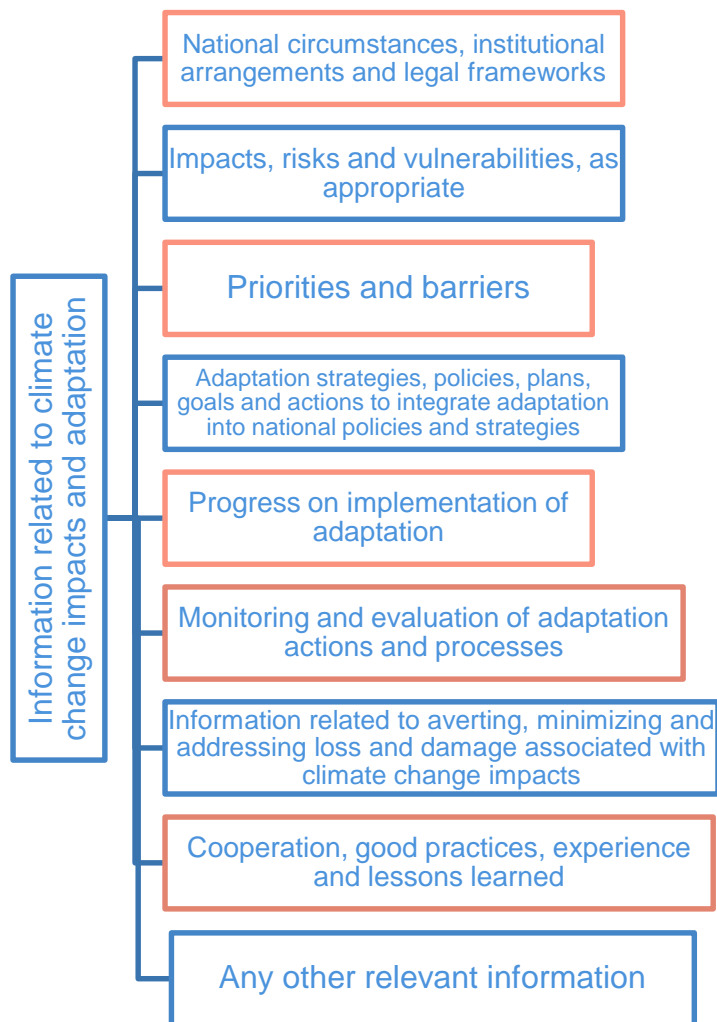 Information related to climate
change impacts and adaptation
National circumstances, institutional
arrangements and legal frameworks
Impacts, risks and vulnerabilities, as
appropriate
Priorities and barriers
Adaptation strategies, policies, plans,
goals and actions to integrate adaptation
into national policies and strategies
Progress on implementation of
adaptation
Monitoring and evaluation of adaptation
actions and processes
Information related to averting, minimizing and
addressing loss and damage associated with
climate change impacts
Cooperation, good practices, experience
and lessons learned
Any other relevant information